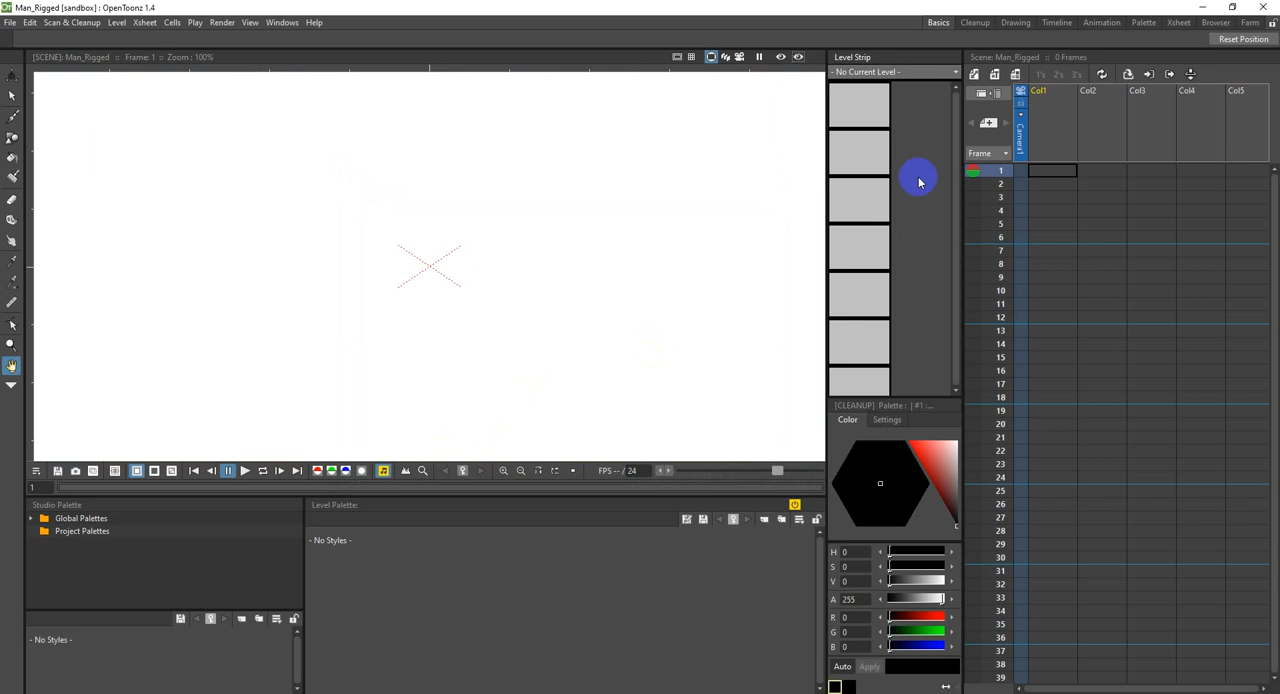 Man_Rigged [sandbox] : OpenToonz 1.4
File Edit Scan & Cleanup Level Xsheet Cells Play Render View Windows Help
Basics Cleanup Drawing Timeline Animation Palette Xsheet Browser Farm
Reset Position
[SCENE]: Man_Rigged :: Frame: 1 :: Zoom : 100%
Level Strip
- No Current Level -
Scene: Man_Rigged :: 0 Frames
1's 2's 3's
Col1 Col2 Col3 Col4 Col5
Camera1
Frame
1
2
3
4
5
6
7
8
9
10
11
12
13
14
15
16
17
18
19
20
21
22
23
24
25
26
27
28
29
30
31
32
33
34
35
36
37
38
39
[CLEANUP] Palette : | #1 :...
Color Settings
FPS -- / 24
1
Studio Palette
Global Palettes
Project Palettes
- No Styles -
Level Palette:
- No Styles -
H 0
S 0
V 0
A 255
R 0
G 0
B 0
Auto Apply